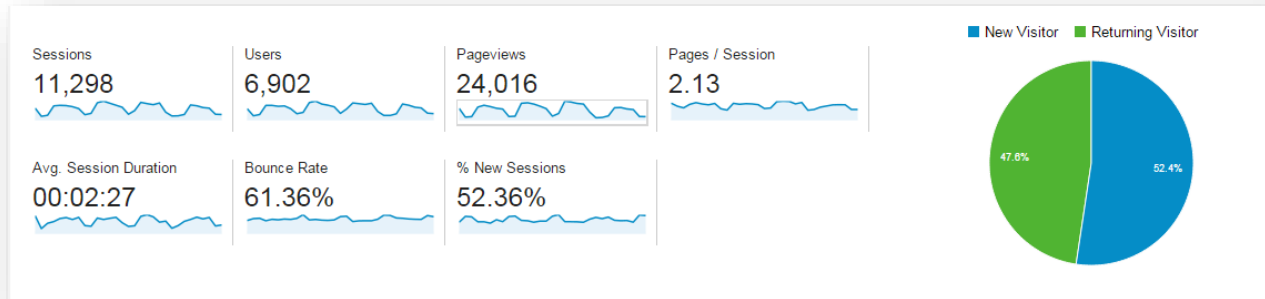 New Visitor Returning Visitor
Sessions Users Pageviews Pages / Session
11,298 6,902 24,016 2.13
Avg. Session Duration Bounce Rate % New Sessions
00:02:27 61.36% 52.36%
47.6% 52.4%